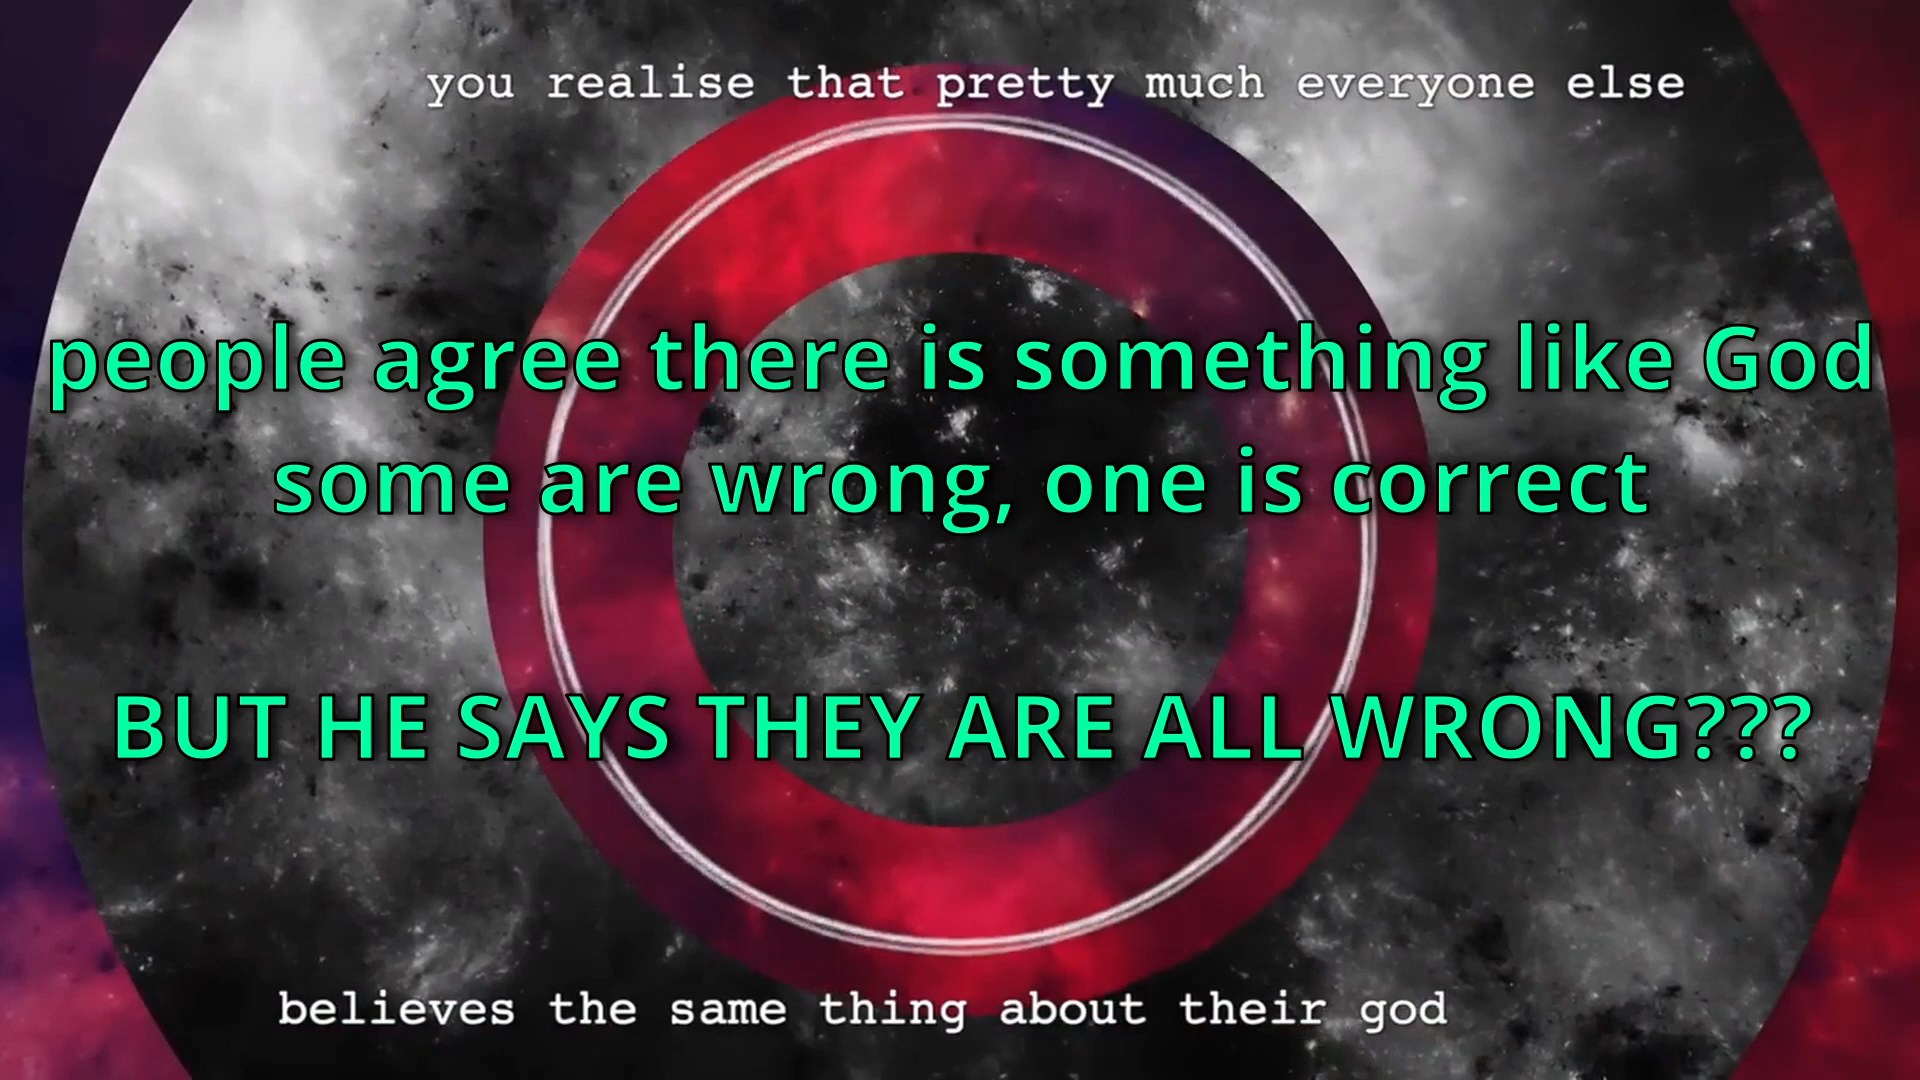 you realise that pretty much everyone else
people agree there is something like God
some are wrong, one is correct
BUT HE SAYS THEY ARE ALL WRONG???
believes the same thing about their god